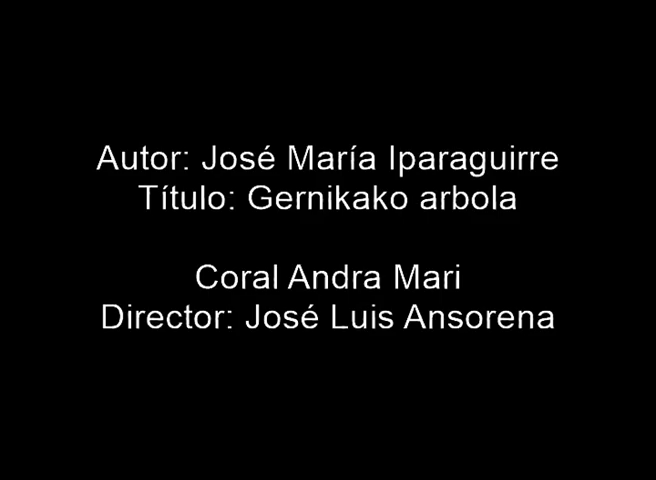 Autor: José María Iparaguirre
Título: Gernikako arbola
Coral Andra Mari
Director: José Luis Ansorena